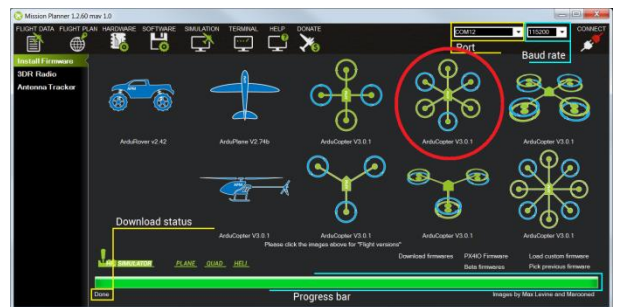 Mission Planner 1.2.60 mav 1.0
FLIGHT DATA FLIGHT PLAN HARDWARE SOFTWARE SIMULATION TERMINAL HELP DONATE
COM12 115200 CONNECT
Port Baud rate
Install Firmware
3DR Radio
Antenna Tracker
ArduRover v2.42 ArduPlane V2.74b ArduCopter V3.0.1 ArduCopter V3.0.1 ArduCopter V3.0.1
Download status
ArduCopter V3.0.1 ArduCopter V3.0.1 ArduCopter V3.0.1 ArduCopter V3.0.1
Please click the images above for "Flight versions"
Download firmwares PX4IO Firmware Load custom firmware
Beta firmwares Pick previous firmware
SIMULATOR PLANE QUAD HELI
Done Progress bar Images by Max Levine and Marooned